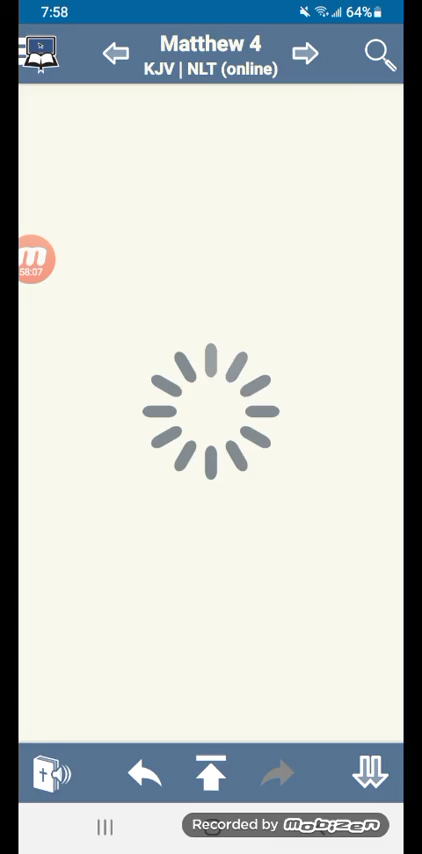 7:58
64%
Matthew 4
KJV | NLT (online)
58:07
Recorded by mobizen